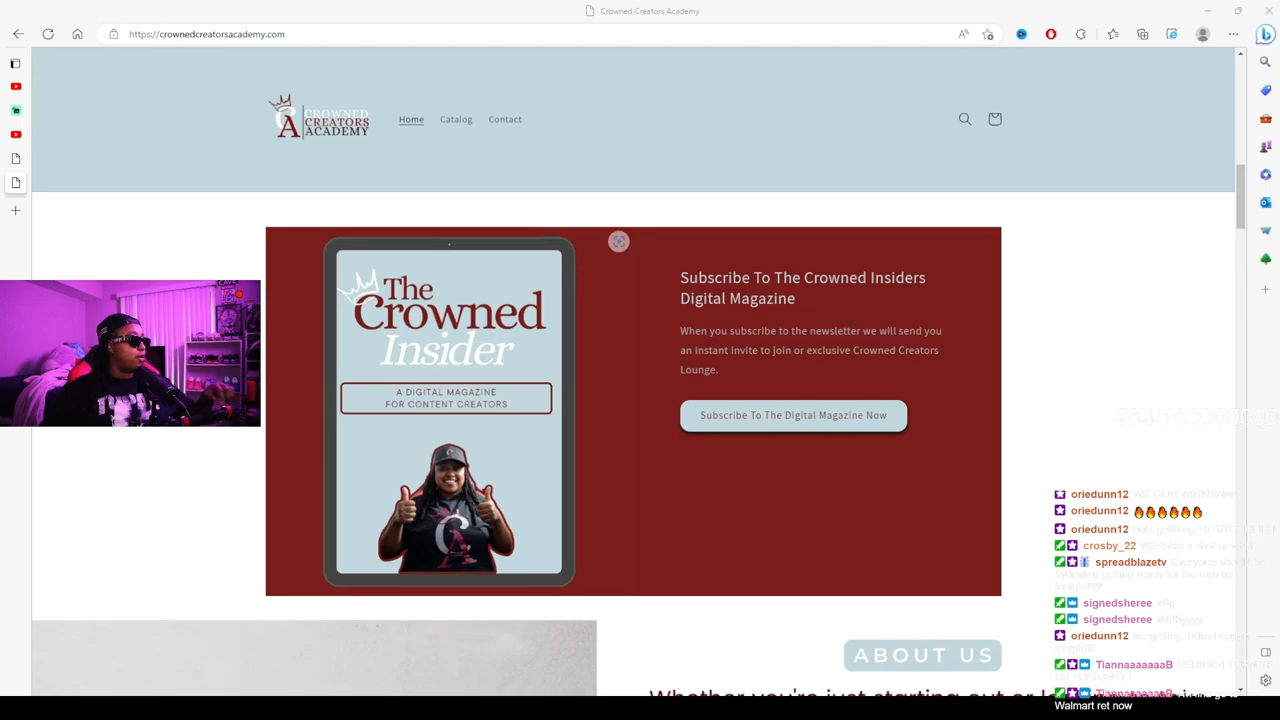 Crowned Creators Academy
https://crownedcreatorsacademy.com
CROWNED
CREATORS
ACADEMY
Home
Catalog
Contact
The
Crowned
Insider
A DIGITAL MAGAZINE
FOR CONTENT CREATORS
Subscribe To The Crowned Insiders
Digital Magazine
When you subscribe to the newsletter we will send you
an instant invite to join or exclusive Crowned Creators
Lounge.
Subscribe To The Digital Magazine Now
ABOUT US
oriedunn12
oriedunn12
oriedunn12
crosby_22
spreadblazetv
signedsheree
signedsheree
oriedunn12
TiannaaaaaaaB
TiannaaaaaaaB
Walmart ret now